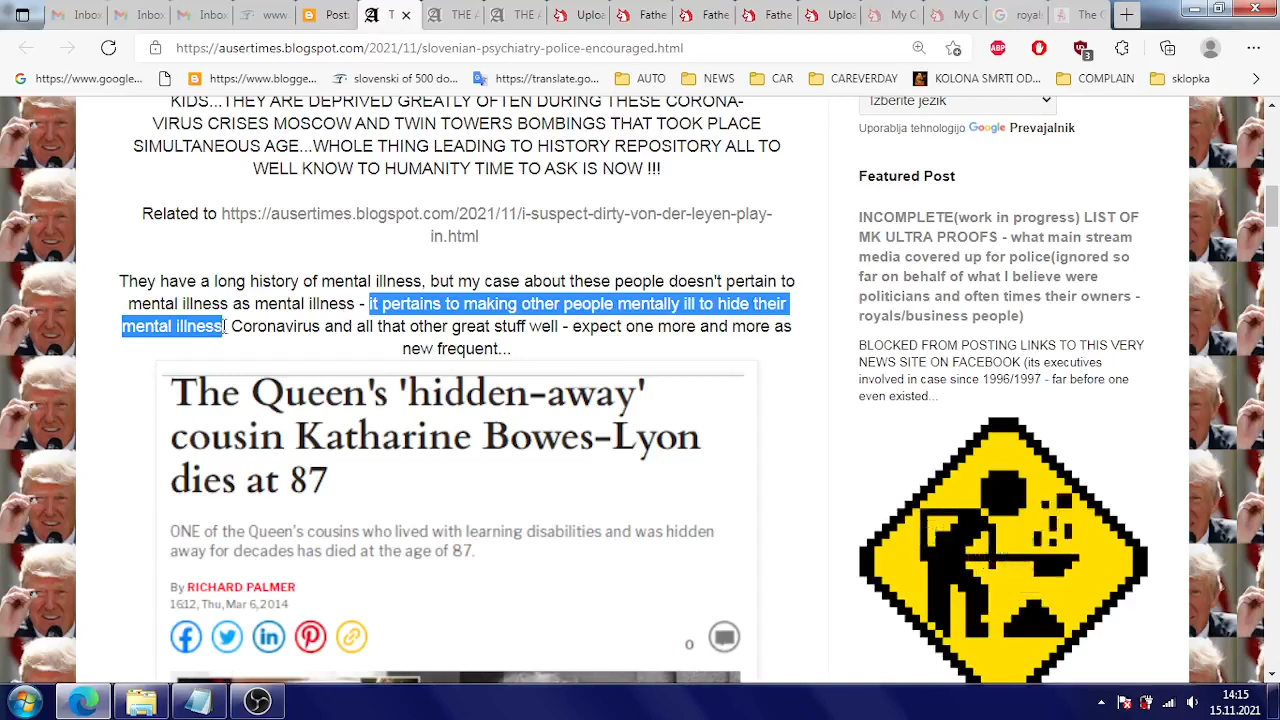 Inbox
Inbox
Inbox
www
Posts
T
THE A
THE A
Uploa
Fathe
Fathe
Fathe
Uploa
My C
My C
royals
The C
https://ausertimes.blogspot.com/2021/11/slovenian-psychiatry-police-encouraged.html
ABP
3
https://www.google...
https://www.blogge...
slovenski of 500 do...
https://translate.go...
AUTO
NEWS
CAR
CAREVERDAY
KOLONA SMRTI OD...
COMPLAIN
sklopka
KIDS...THEY ARE DEPRIVED GREATLY OFTEN DURING THESE CORONA-
VIRUS CRISES MOSCOW AND TWIN TOWERS BOMBINGS THAT TOOK PLACE
SIMULTANEOUS AGE...WHOLE THING LEADING TO HISTORY REPOSITORY ALL TO
WELL KNOW TO HUMANITY TIME TO ASK IS NOW !!!
Related to https://ausertimes.blogspot.com/2021/11/i-suspect-dirty-von-der-leyen-play-
in.html
They have a long history of mental illness, but my case about these people doesn't pertain to
mental illness as mental illness - it pertains to making other people mentally ill to hide their
mental illness. Coronavirus and all that other great stuff well - expect one more and more as
new frequent...
The Queen's 'hidden-away'
cousin Katharine Bowes-Lyon
dies at 87
ONE of the Queen's cousins who lived with learning disabilities and was hidden
away for decades has died at the age of 87.
By RICHARD PALMER
16:12, Thu, Mar 6, 2014
0
Izberite jezik
Uporablja tehnologijo Google Prevajalnik
Featured Post
INCOMPLETE(work in progress) LIST OF
MK ULTRA PROOFS - what main stream
media covered up for police(ignored so
far on behalf of what I believe were
politicians and often times their owners -
royals/business people)
BLOCKED FROM POSTING LINKS TO THIS VERY
NEWS SITE ON FACEBOOK (its executives
involved in case since 1996/1997 - far before one
even existed...
14:15
15.11.2021